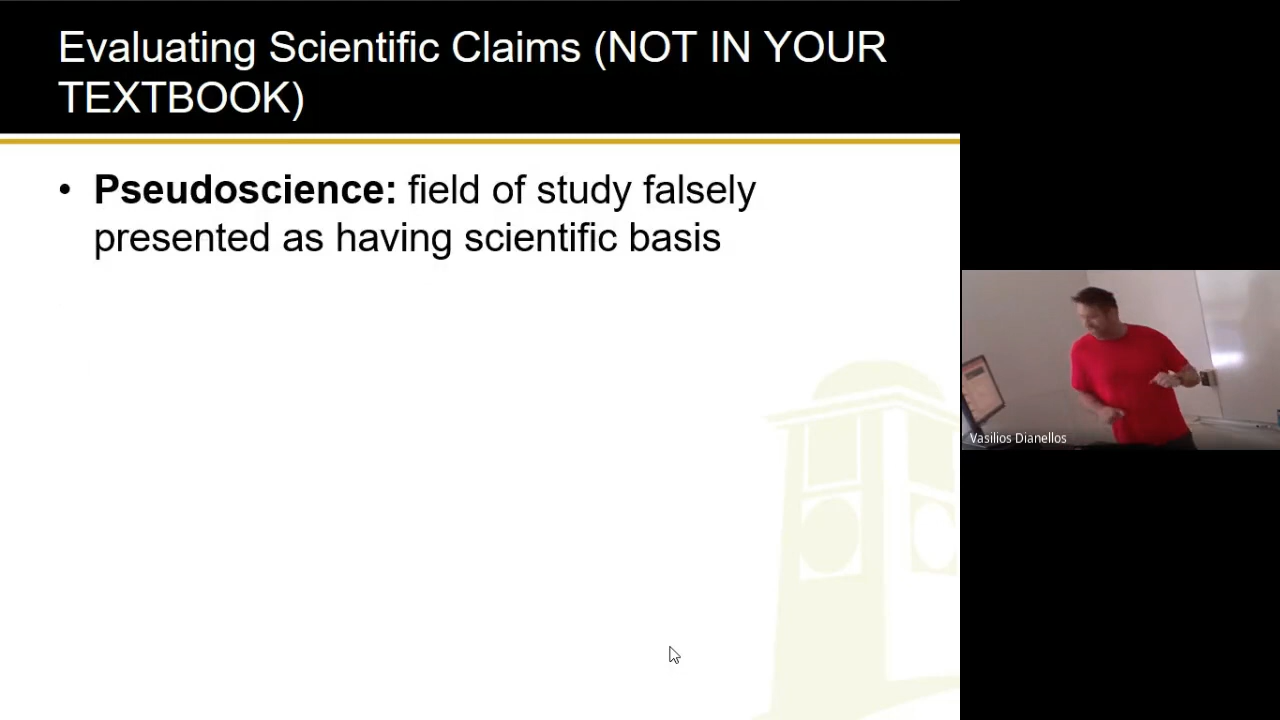 Evaluating Scientific Claims (NOT IN YOUR
TEXTBOOK)
• Pseudoscience: field of study falsely
presented as having scientific basis
Vasilios Dianellos